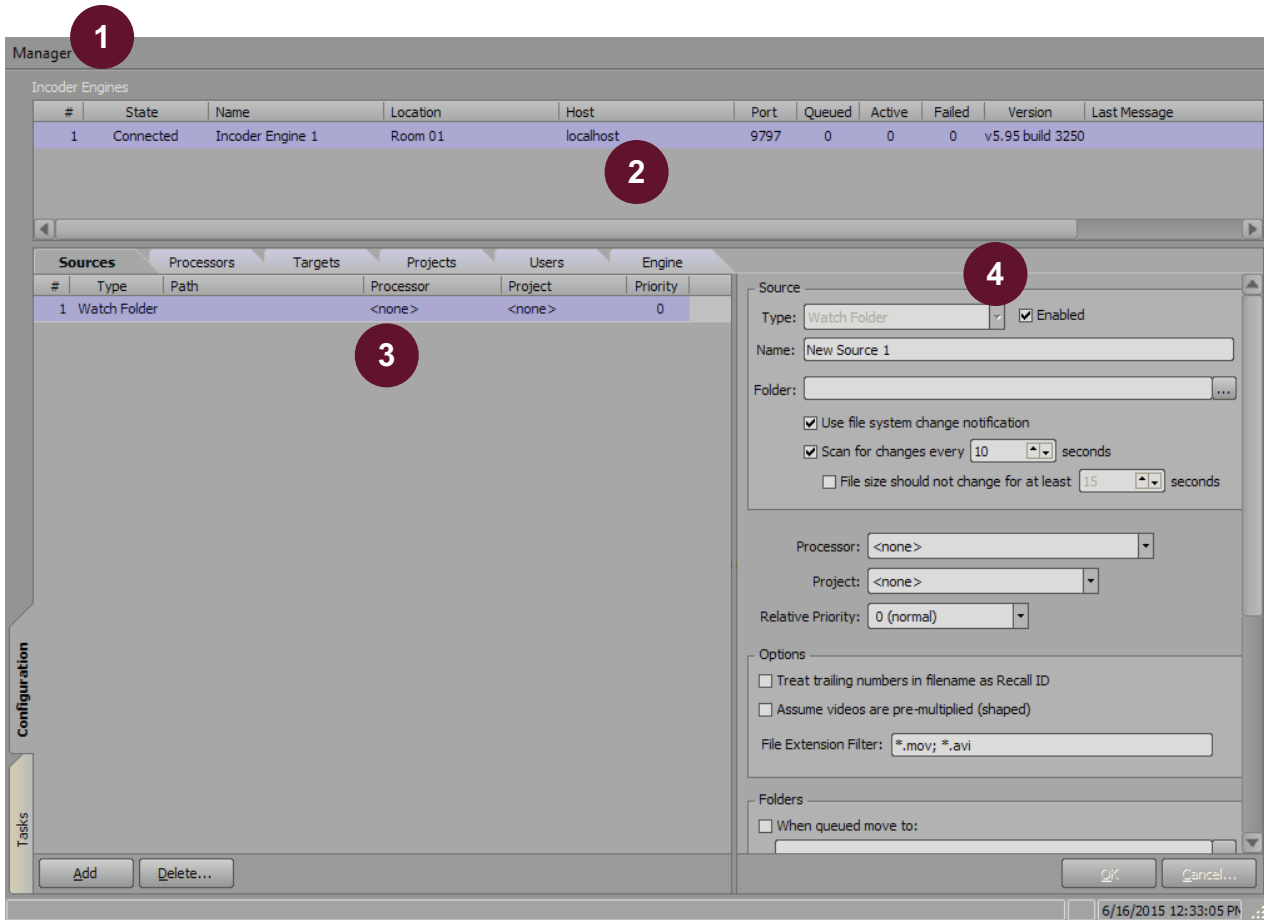 1
Manager
Incoder Engines
# State Name Location Host Port Queued Active Failed Version Last Message
1 Connected Incoder Engine 1 Room 01 localhost 9797 0 0 0 v5.95 build 3250
2
Sources Processors Targets Projects Users Engine
4
# Type Path Processor Project Priority
1 Watch Folder <none> <none> 0
3
Source
Type: Watch Folder Enabled
Name: New Source 1
Folder: ...
Use file system change notification
Scan for changes every 10 seconds
File size should not change for at least 15 seconds
Processor: <none>
Project: <none>
Relative Priority: 0 (normal)
Options
Treat trailing numbers in filename as Recall ID
Assume videos are pre-multiplied (shaped)
File Extension Filter: *.mov; *.avi
Folders
When queued move to:
Configuration
Tasks
Add Delete... OK Cancel...
6/16/2015 12:33:05 PM